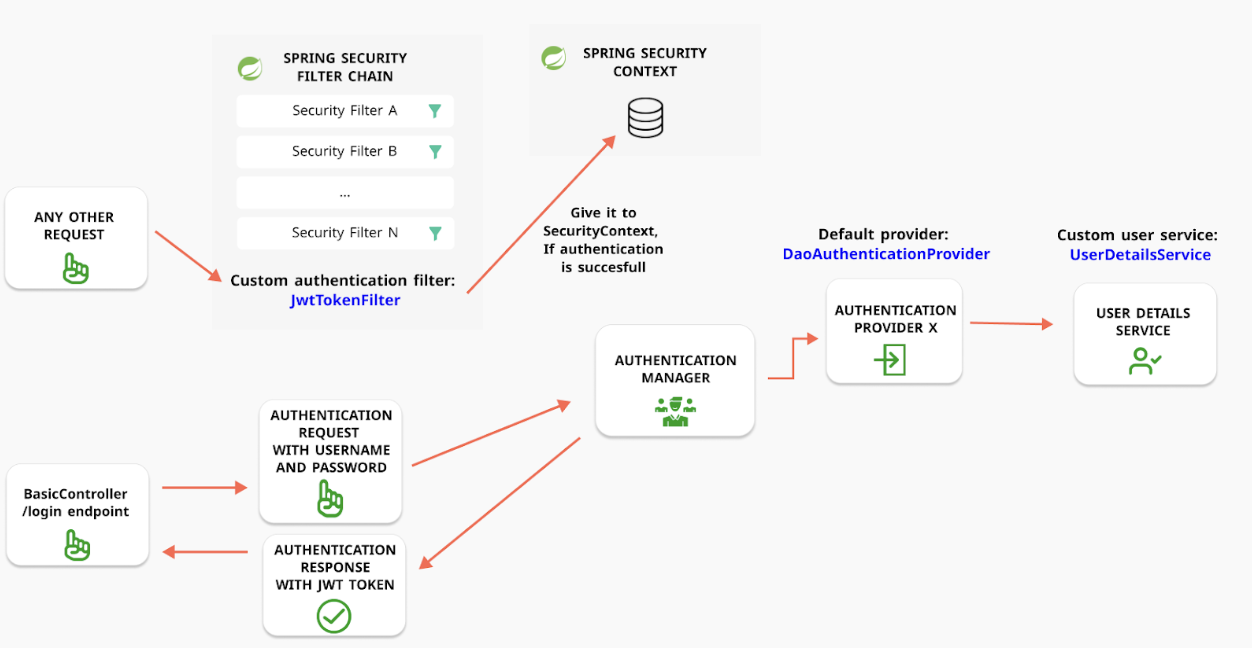 SPRING SECURITY
FILTER CHAIN
Security Filter A
Security Filter B
...
Security Filter N
Custom authentication filter:
JwtTokenFilter
SPRING SECURITY
CONTEXT
ANY OTHER
REQUEST
Give it to
SecurityContext,
If authentication
is succesfull
Default provider:
DaoAuthenticationProvider
Custom user service:
UserDetailsService
AUTHENTICATION
PROVIDER X
USER DETAILS
SERVICE
AUTHENTICATION
MANAGER
AUTHENTICATION
REQUEST
WITH USERNAME
AND PASSWORD
BasicController
/login endpoint
AUTHENTICATION
RESPONSE
WITH JWT TOKEN